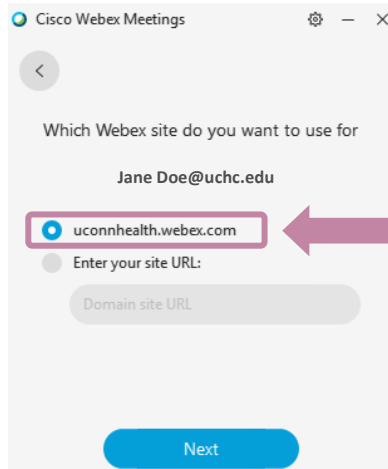 Cisco Webex Meetings
Which Webex site do you want to use for
Jane Doe@uchc.edu
uconnhealth.webex.com
Enter your site URL:
Domain site URL
Next